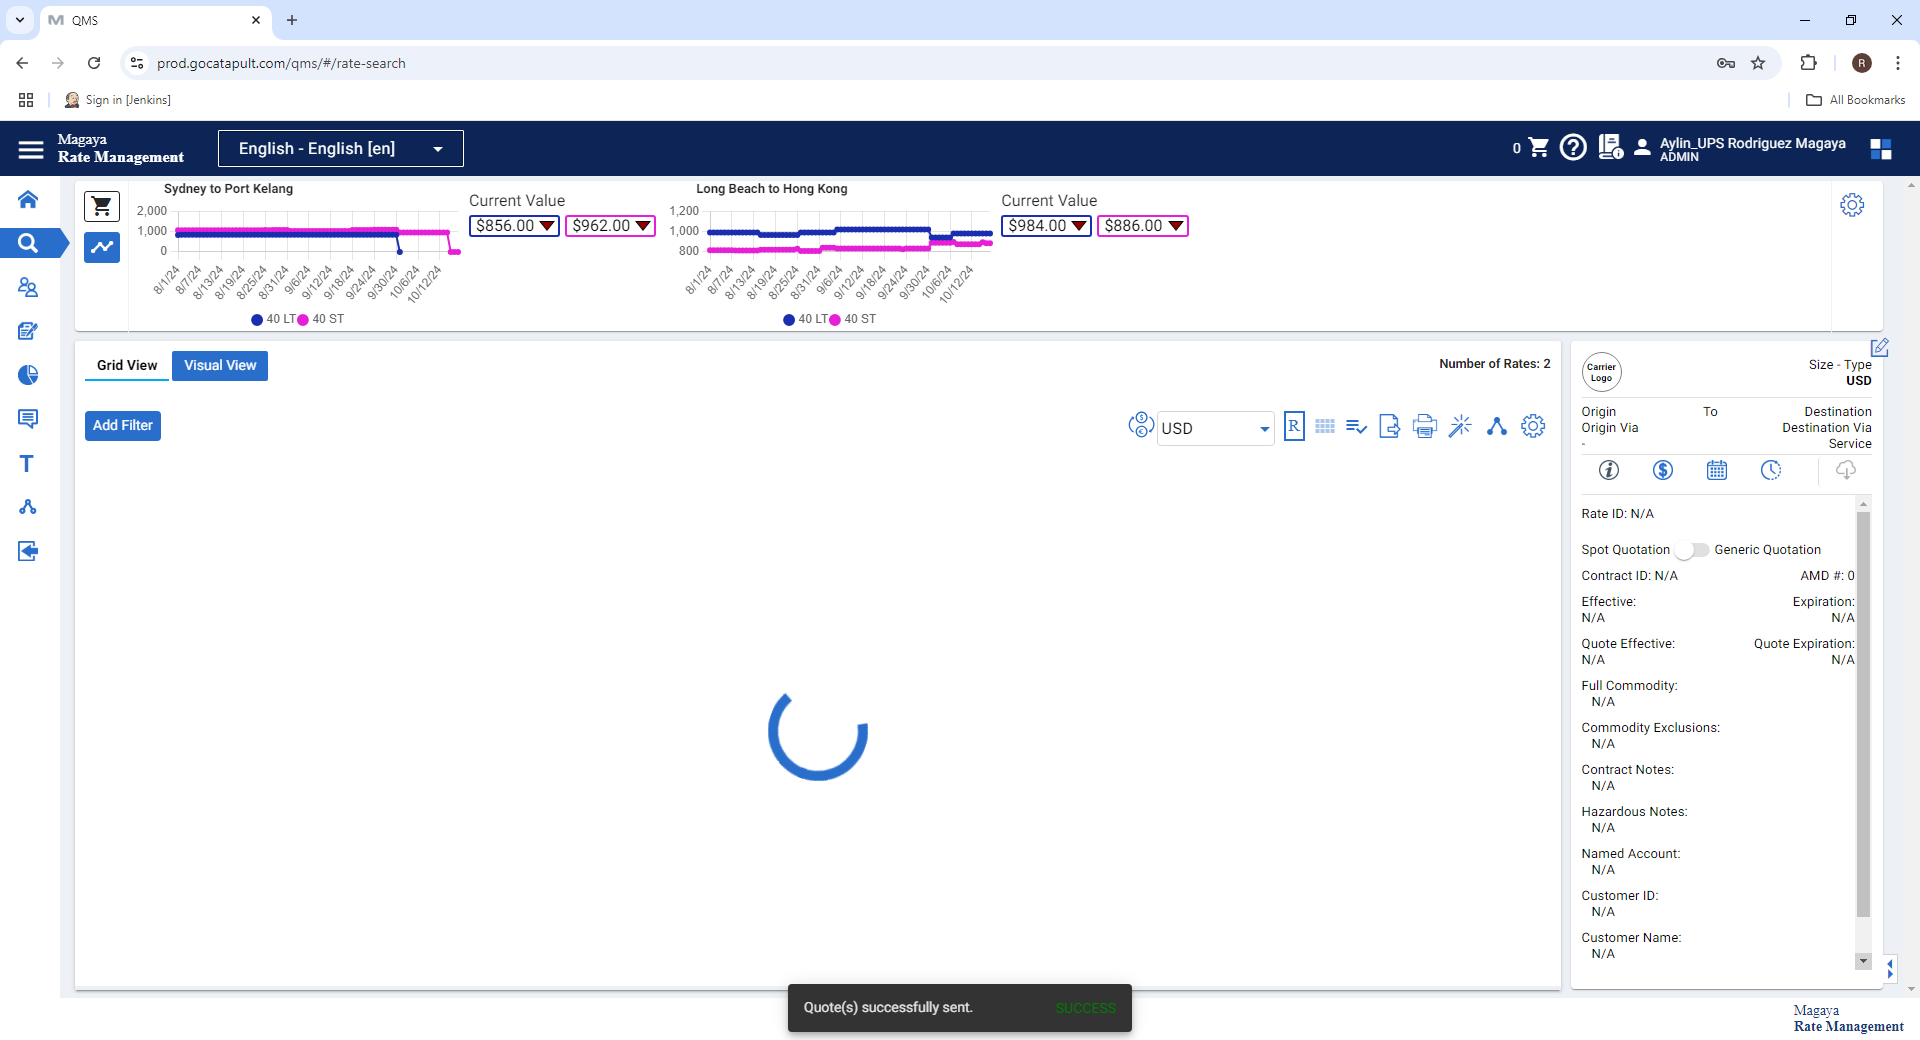 QMS
prod.gocatapult.com/qms/#/rate-search
R
Sign in [Jenkins]
All Bookmarks
Magaya
Rate Management
English - English [en]
0
Aylin_UPS Rodriguez Magaya
ADMIN
Sydney to Port Kelang
2,000
1,000
0
8/1/24
8/7/24
8/13/24
8/19/24
8/25/24
8/31/24
9/6/24
9/12/24
9/18/24
9/24/24
9/30/24
10/6/24
10/12/24
40 LT
40 ST
Current Value
$856.00
$962.00
Long Beach to Hong Kong
1,200
1,000
800
8/1/24
8/7/24
8/13/24
8/19/24
8/25/24
8/31/24
9/6/24
9/12/24
9/18/24
9/24/24
9/30/24
10/6/24
10/12/24
40 LT
40 ST
Current Value
$984.00
$886.00
Grid View
Visual View
Number of Rates: 2
Add Filter
USD
R
Carrier
Logo
Size - Type
USD
Origin To Destination
Origin Via Destination Via
- Service
Rate ID: N/A
Spot Quotation Generic Quotation
Contract ID: N/A AMD #: 0
Effective: Expiration:
N/A N/A
Quote Effective: Quote Expiration:
N/A N/A
Full Commodity:
N/A
Commodity Exclusions:
N/A
Contract Notes:
N/A
Hazardous Notes:
N/A
Named Account:
N/A
Customer ID:
N/A
Customer Name:
N/A
Quote(s) successfully sent. SUCCESS
Magaya
Rate Management